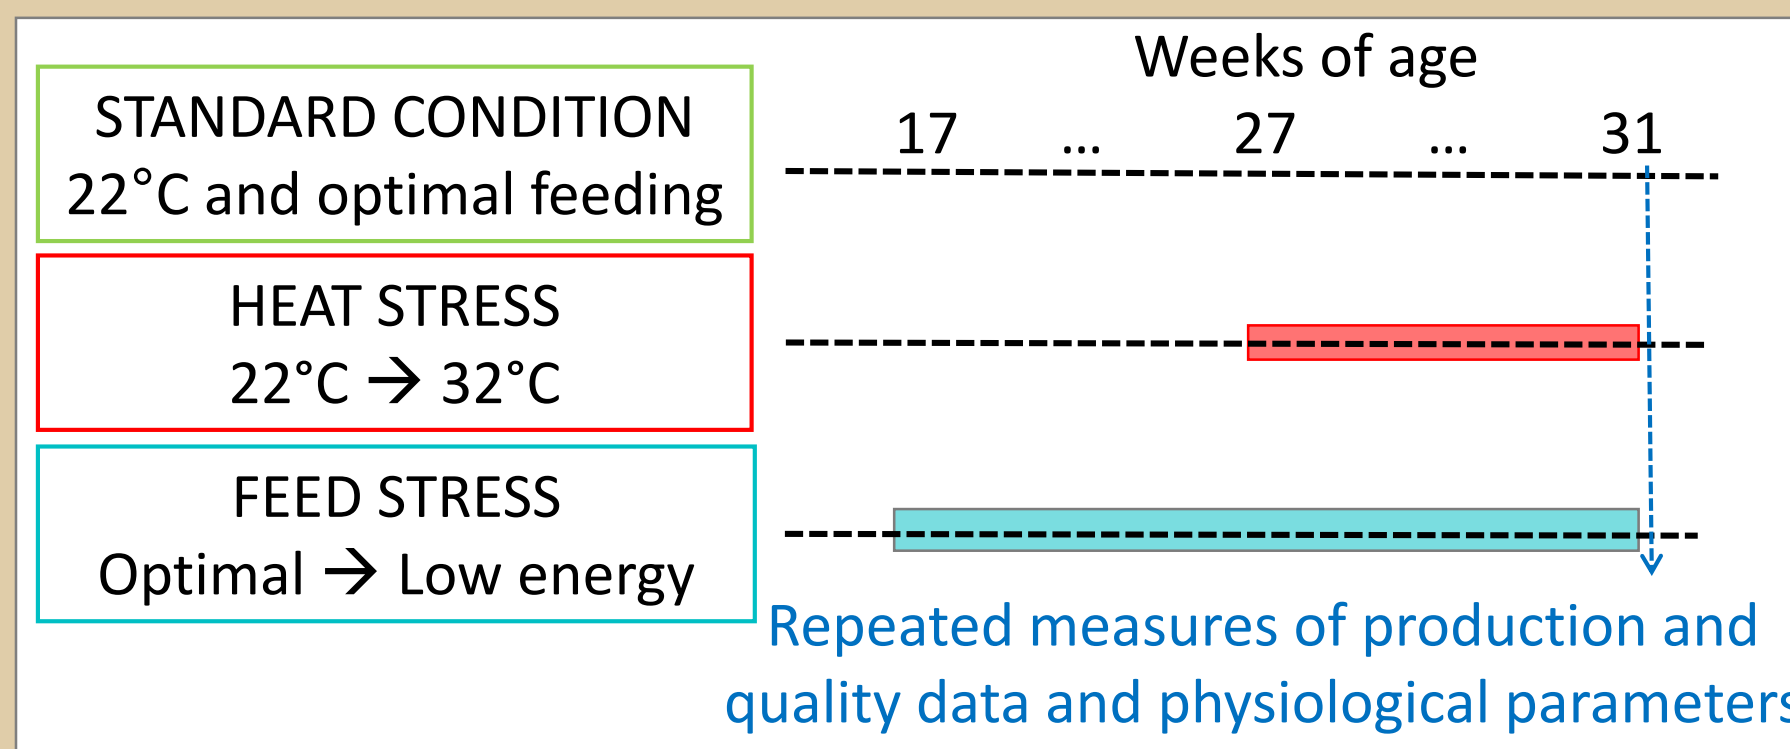 STANDARD CONDITION
22°C and optimal feeding
HEAT STRESS
22°C → 32°C
FEED STRESS
Optimal → Low energy
Weeks of age
17 ... 27 ... 31
Repeated measures of production and
quality data and physiological parameters